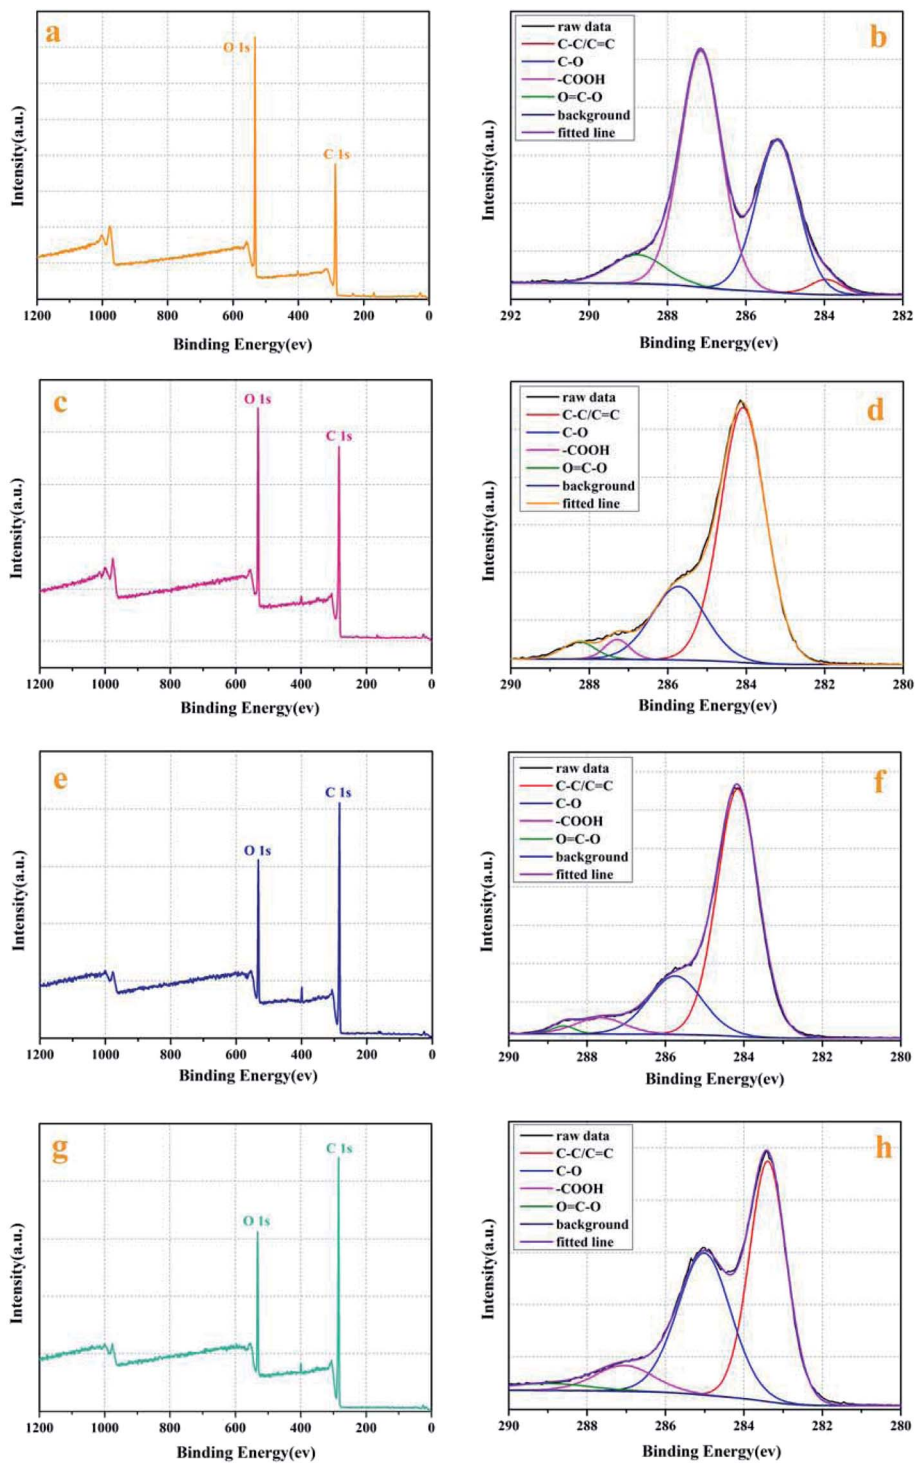 a
O 1s
C 1s
Intensity(a.u.)
1200 1000 800 600 400 200 0
Binding Energy(ev)
b
raw data
C-C/C=C
C-O
-COOH
O=C-O
background
fitted line
Intensity(a.u.)
292 290 288 286 284 282
Binding Energy(ev)
c
O 1s
C 1s
Intensity(a.u.)
1200 1000 800 600 400 200 0
Binding Energy(ev)
d
raw data
C-C/C=C
C-O
-COOH
O=C-O
background
fitted line
Intensity(a.u.)
290 288 286 284 282 280
Binding Energy(ev)
e
C 1s
O 1s
Intensity(a.u.)
1200 1000 800 600 400 200 0
Binding Energy(ev)
f
raw data
C-C/C=C
C-O
-COOH
O=C-O
background
fitted line
Intensity(a.u.)
290 288 286 284 282 280
Binding Energy(ev)
g
C 1s
O 1s
Intensity(a.u.)
1200 1000 800 600 400 200 0
Binding Energy(ev)
h
raw data
C-C/C=C
C-O
-COOH
O=C-O
background
fitted line
Intensity(a.u.)
290 288 286 284 282 280
Binding Energy(ev)